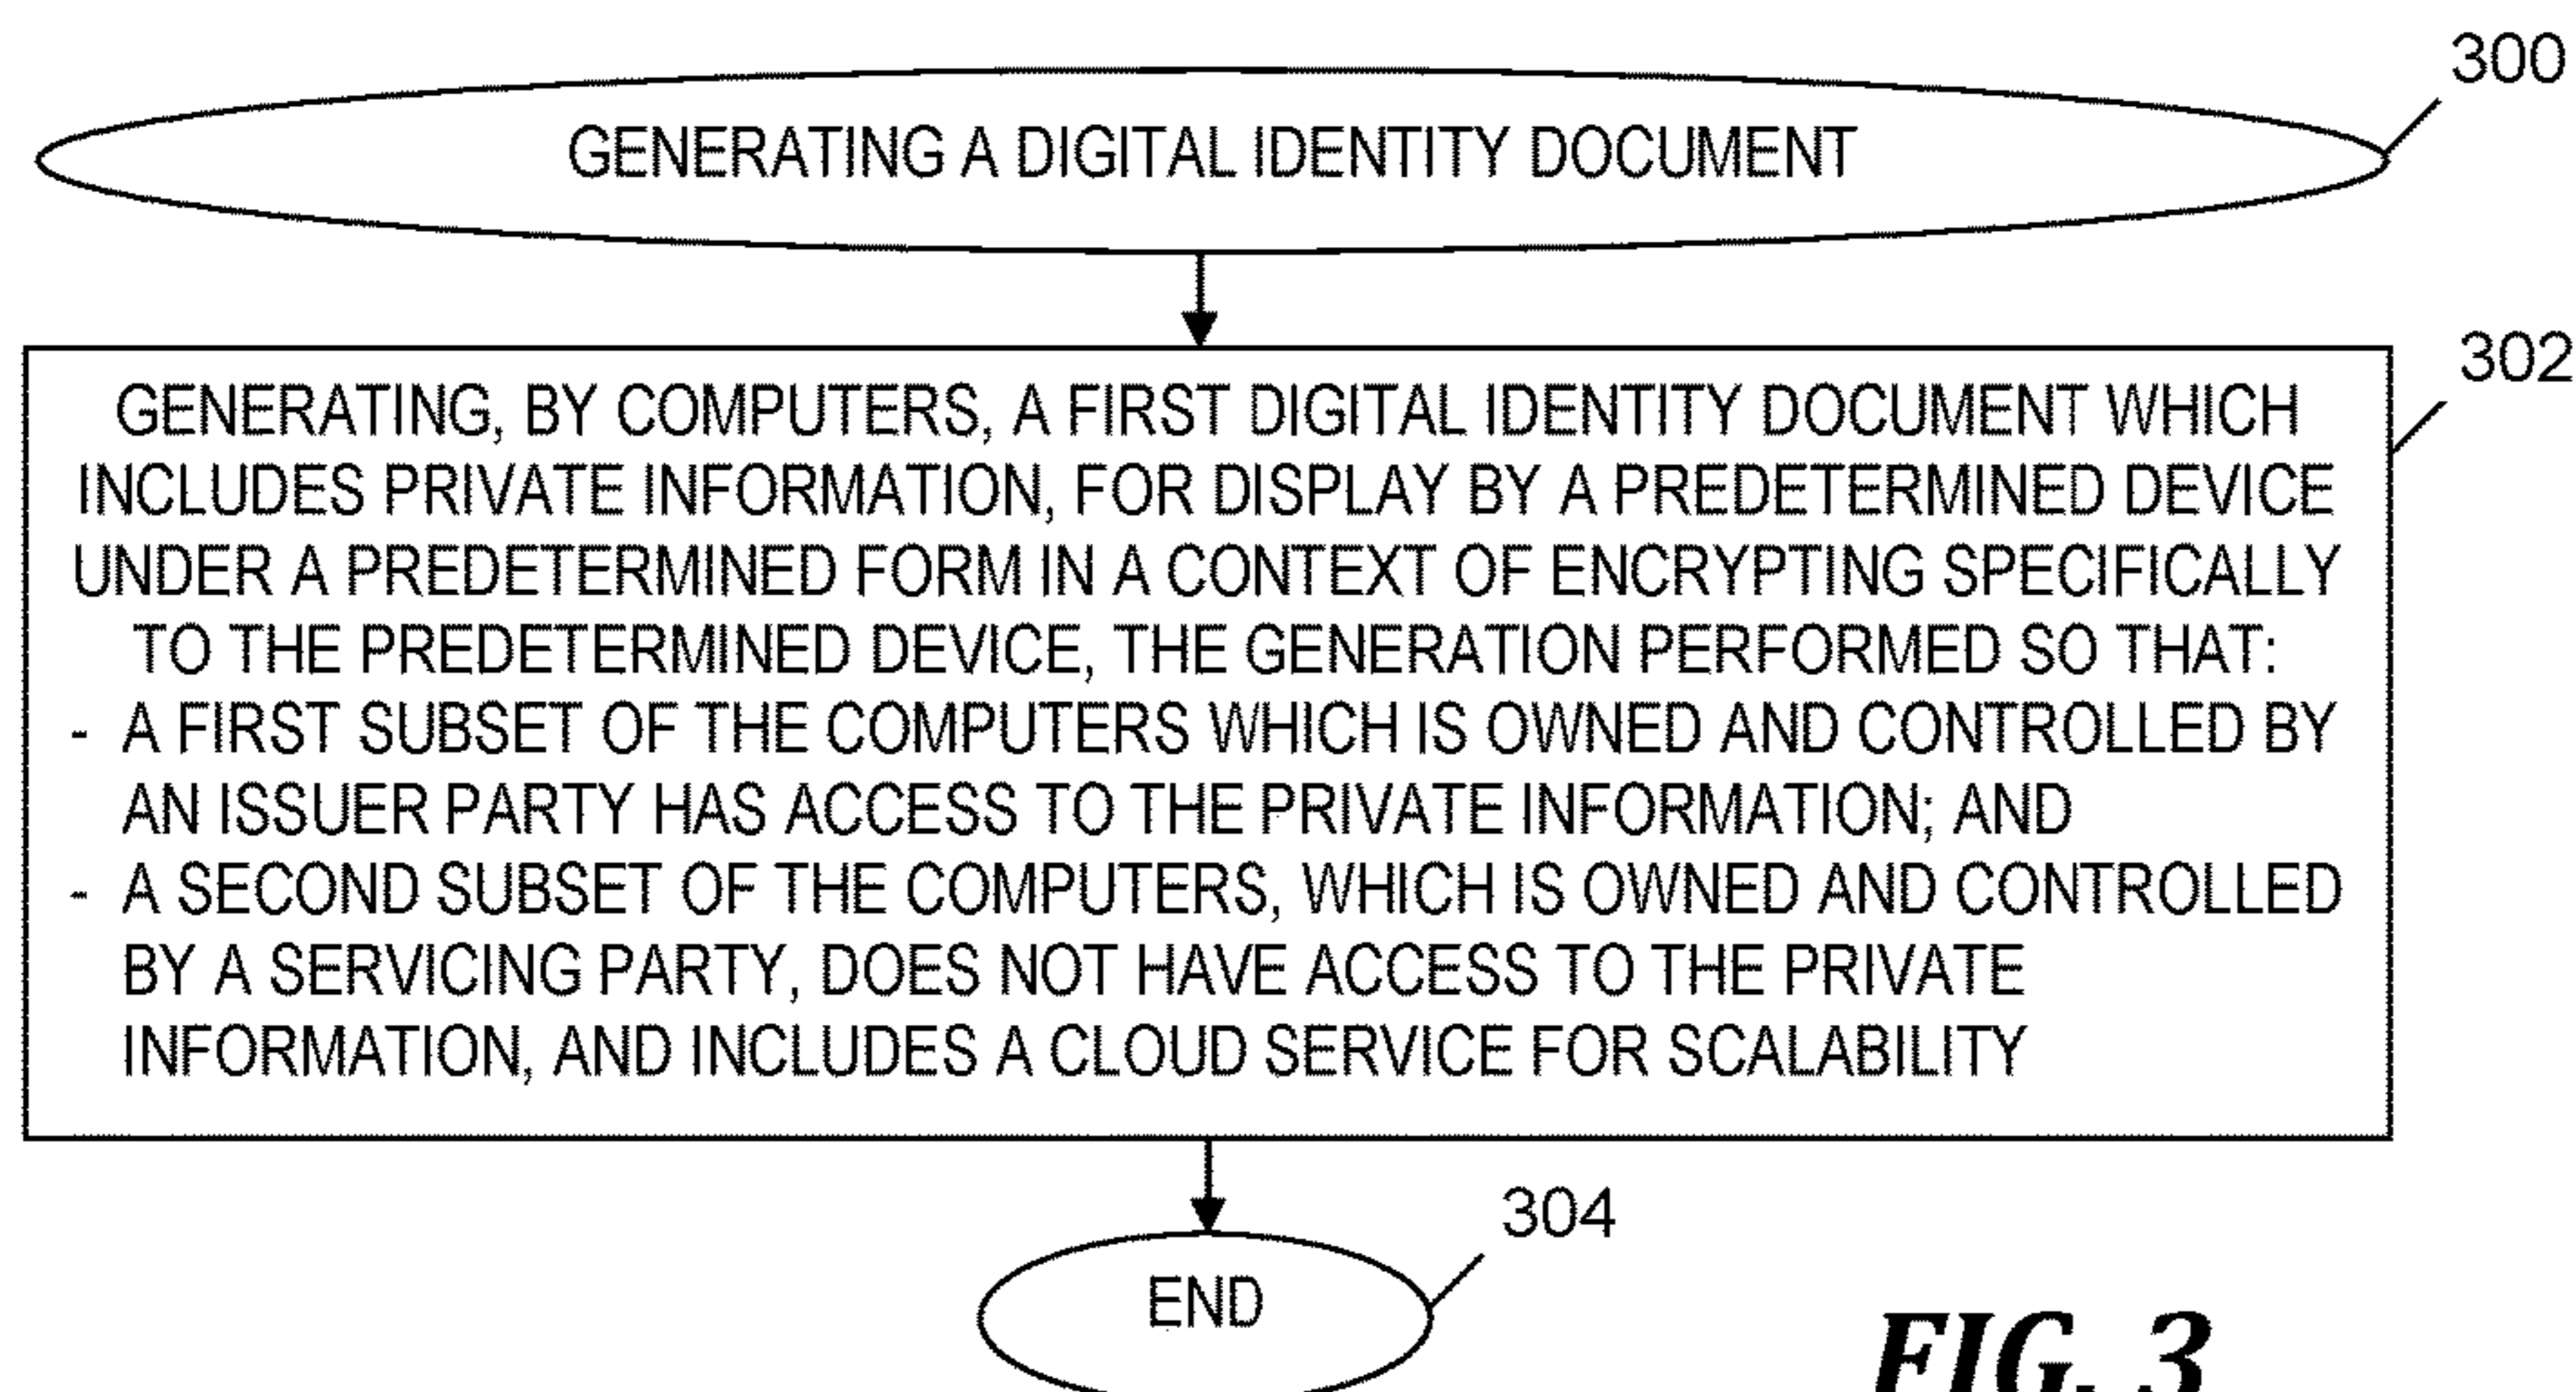 300
GENERATING A DIGITAL IDENTITY DOCUMENT
302
GENERATING, BY COMPUTERS, A FIRST DIGITAL IDENTITY DOCUMENT WHICH
INCLUDES PRIVATE INFORMATION, FOR DISPLAY BY A PREDETERMINED DEVICE
UNDER A PREDETERMINED FORM IN A CONTEXT OF ENCRYPTING SPECIFICALLY
TO THE PREDETERMINED DEVICE, THE GENERATION PERFORMED SO THAT:
- A FIRST SUBSET OF THE COMPUTERS WHICH IS OWNED AND CONTROLLED BY
AN ISSUER PARTY HAS ACCESS TO THE PRIVATE INFORMATION; AND
- A SECOND SUBSET OF THE COMPUTERS, WHICH IS OWNED AND CONTROLLED
BY A SERVICING PARTY, DOES NOT HAVE ACCESS TO THE PRIVATE
INFORMATION, AND INCLUDES A CLOUD SERVICE FOR SCALABILITY
304
END
FIG. 3